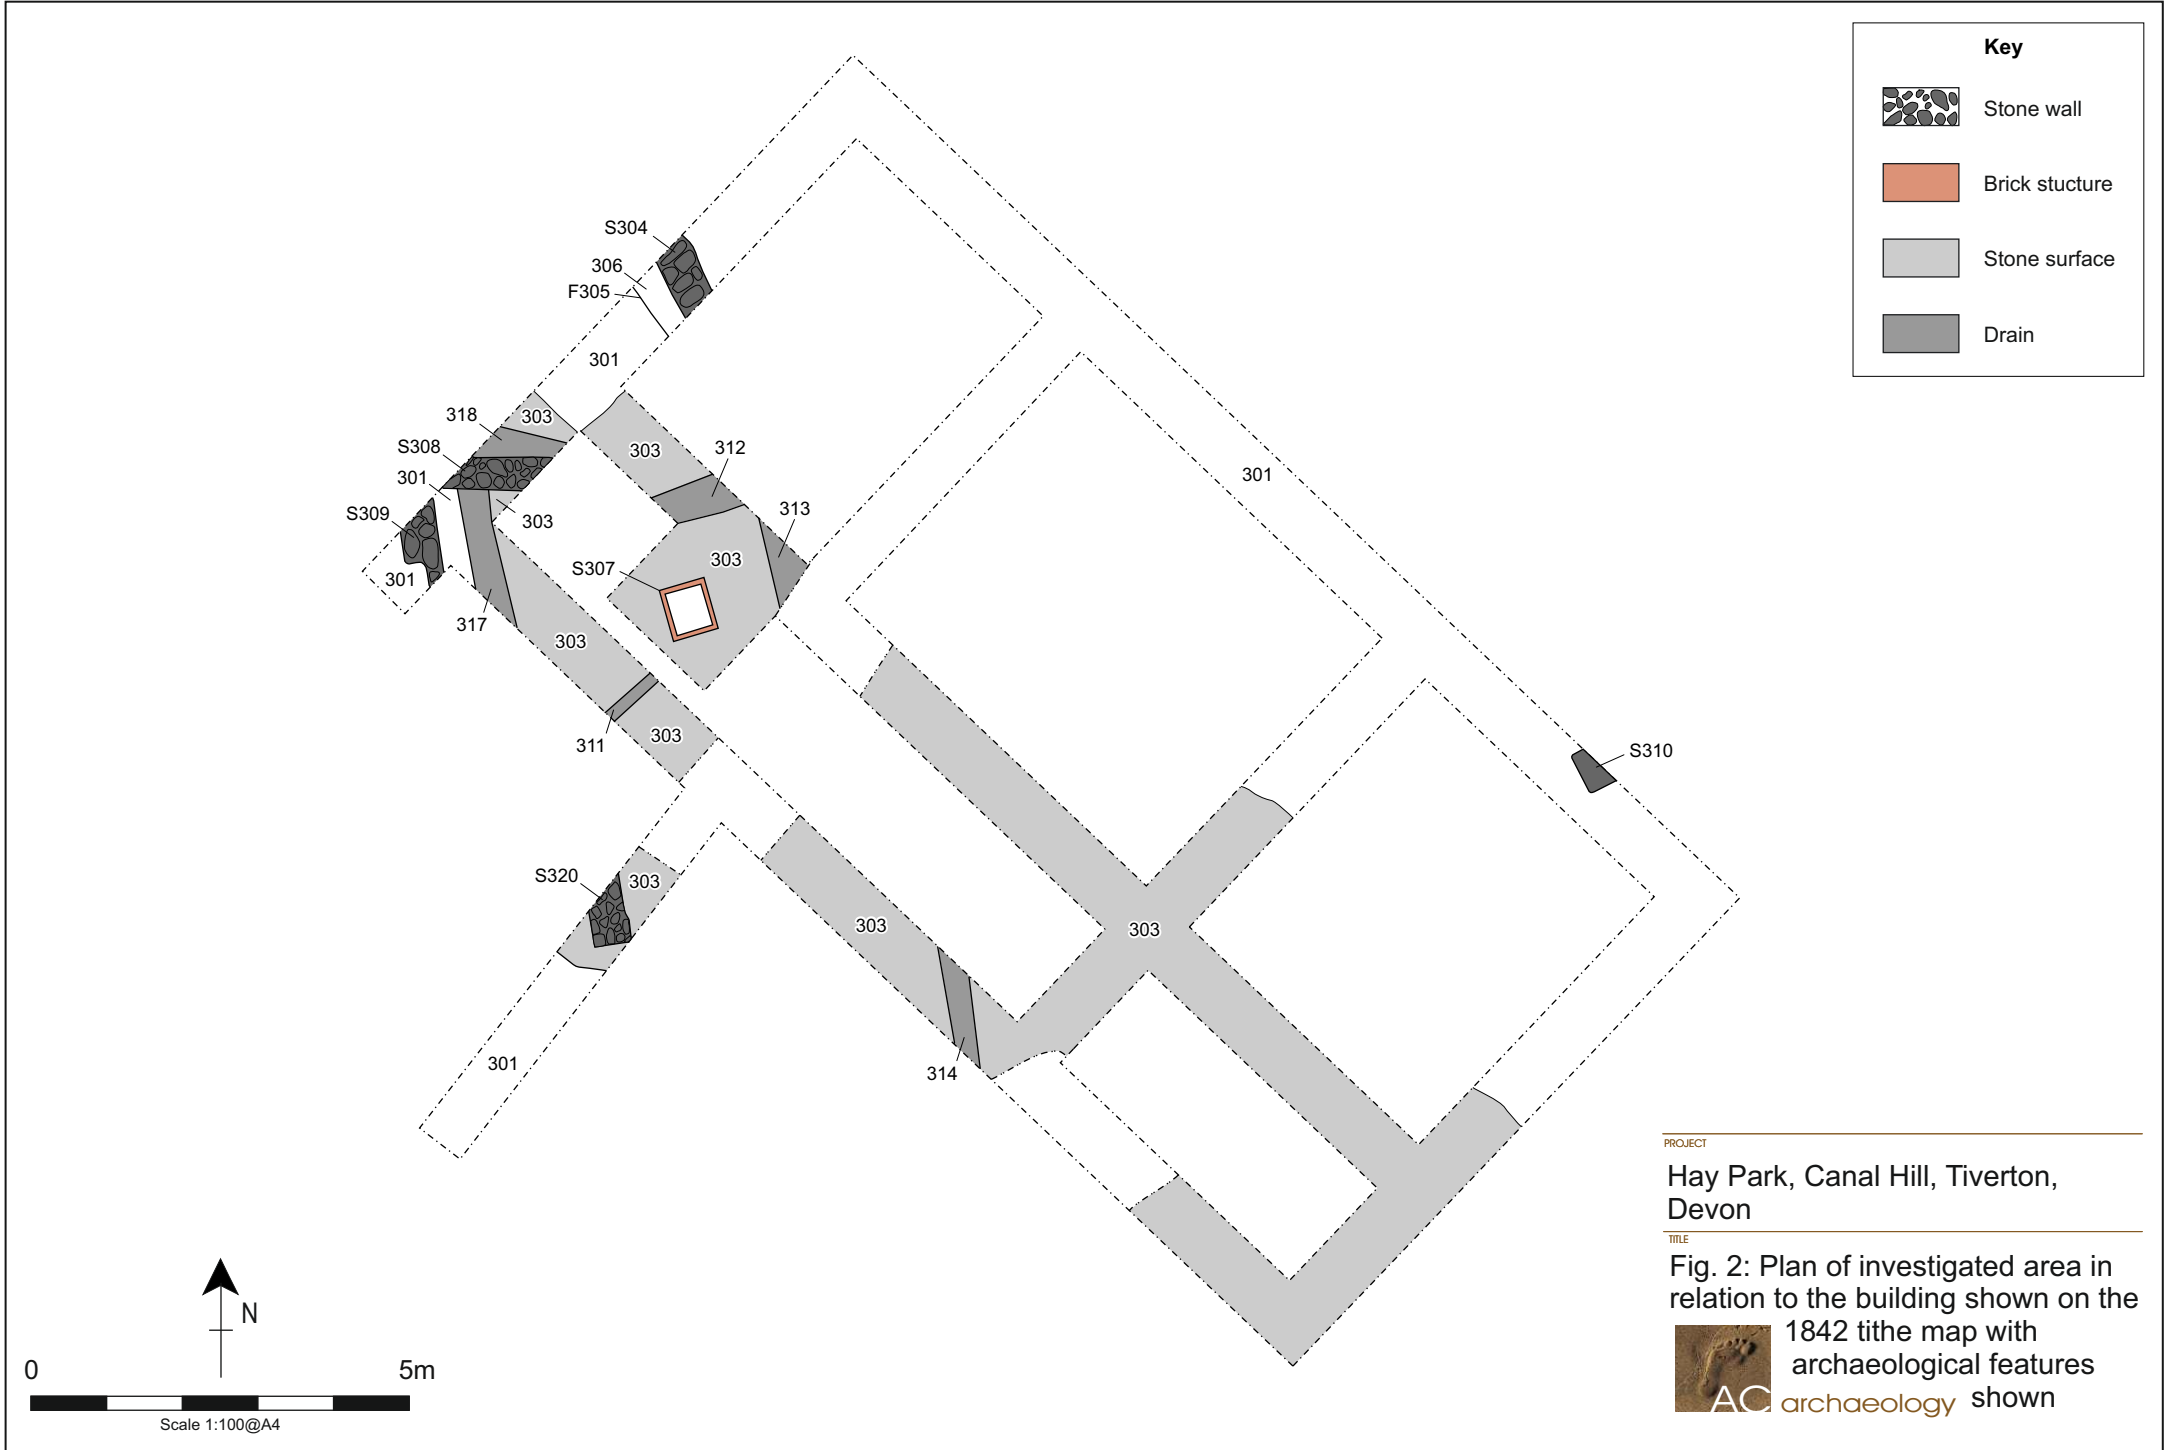 Key
Stone wall
Brick stucture
Stone surface
Drain
S304
306
F305
301
318
303
S308
301
S309
301
303
303
312
313
303
S307
317
303
311
303
301
S310
S320
303
301
303
314
303
N
0 5m
Scale 1:100@A4
PROJECT
Hay Park, Canal Hill, Tiverton,
Devon
TITLE
Fig. 2: Plan of investigated area in
relation to the building shown on the
1842 tithe map with
archaeological features
shown
AC archaeology